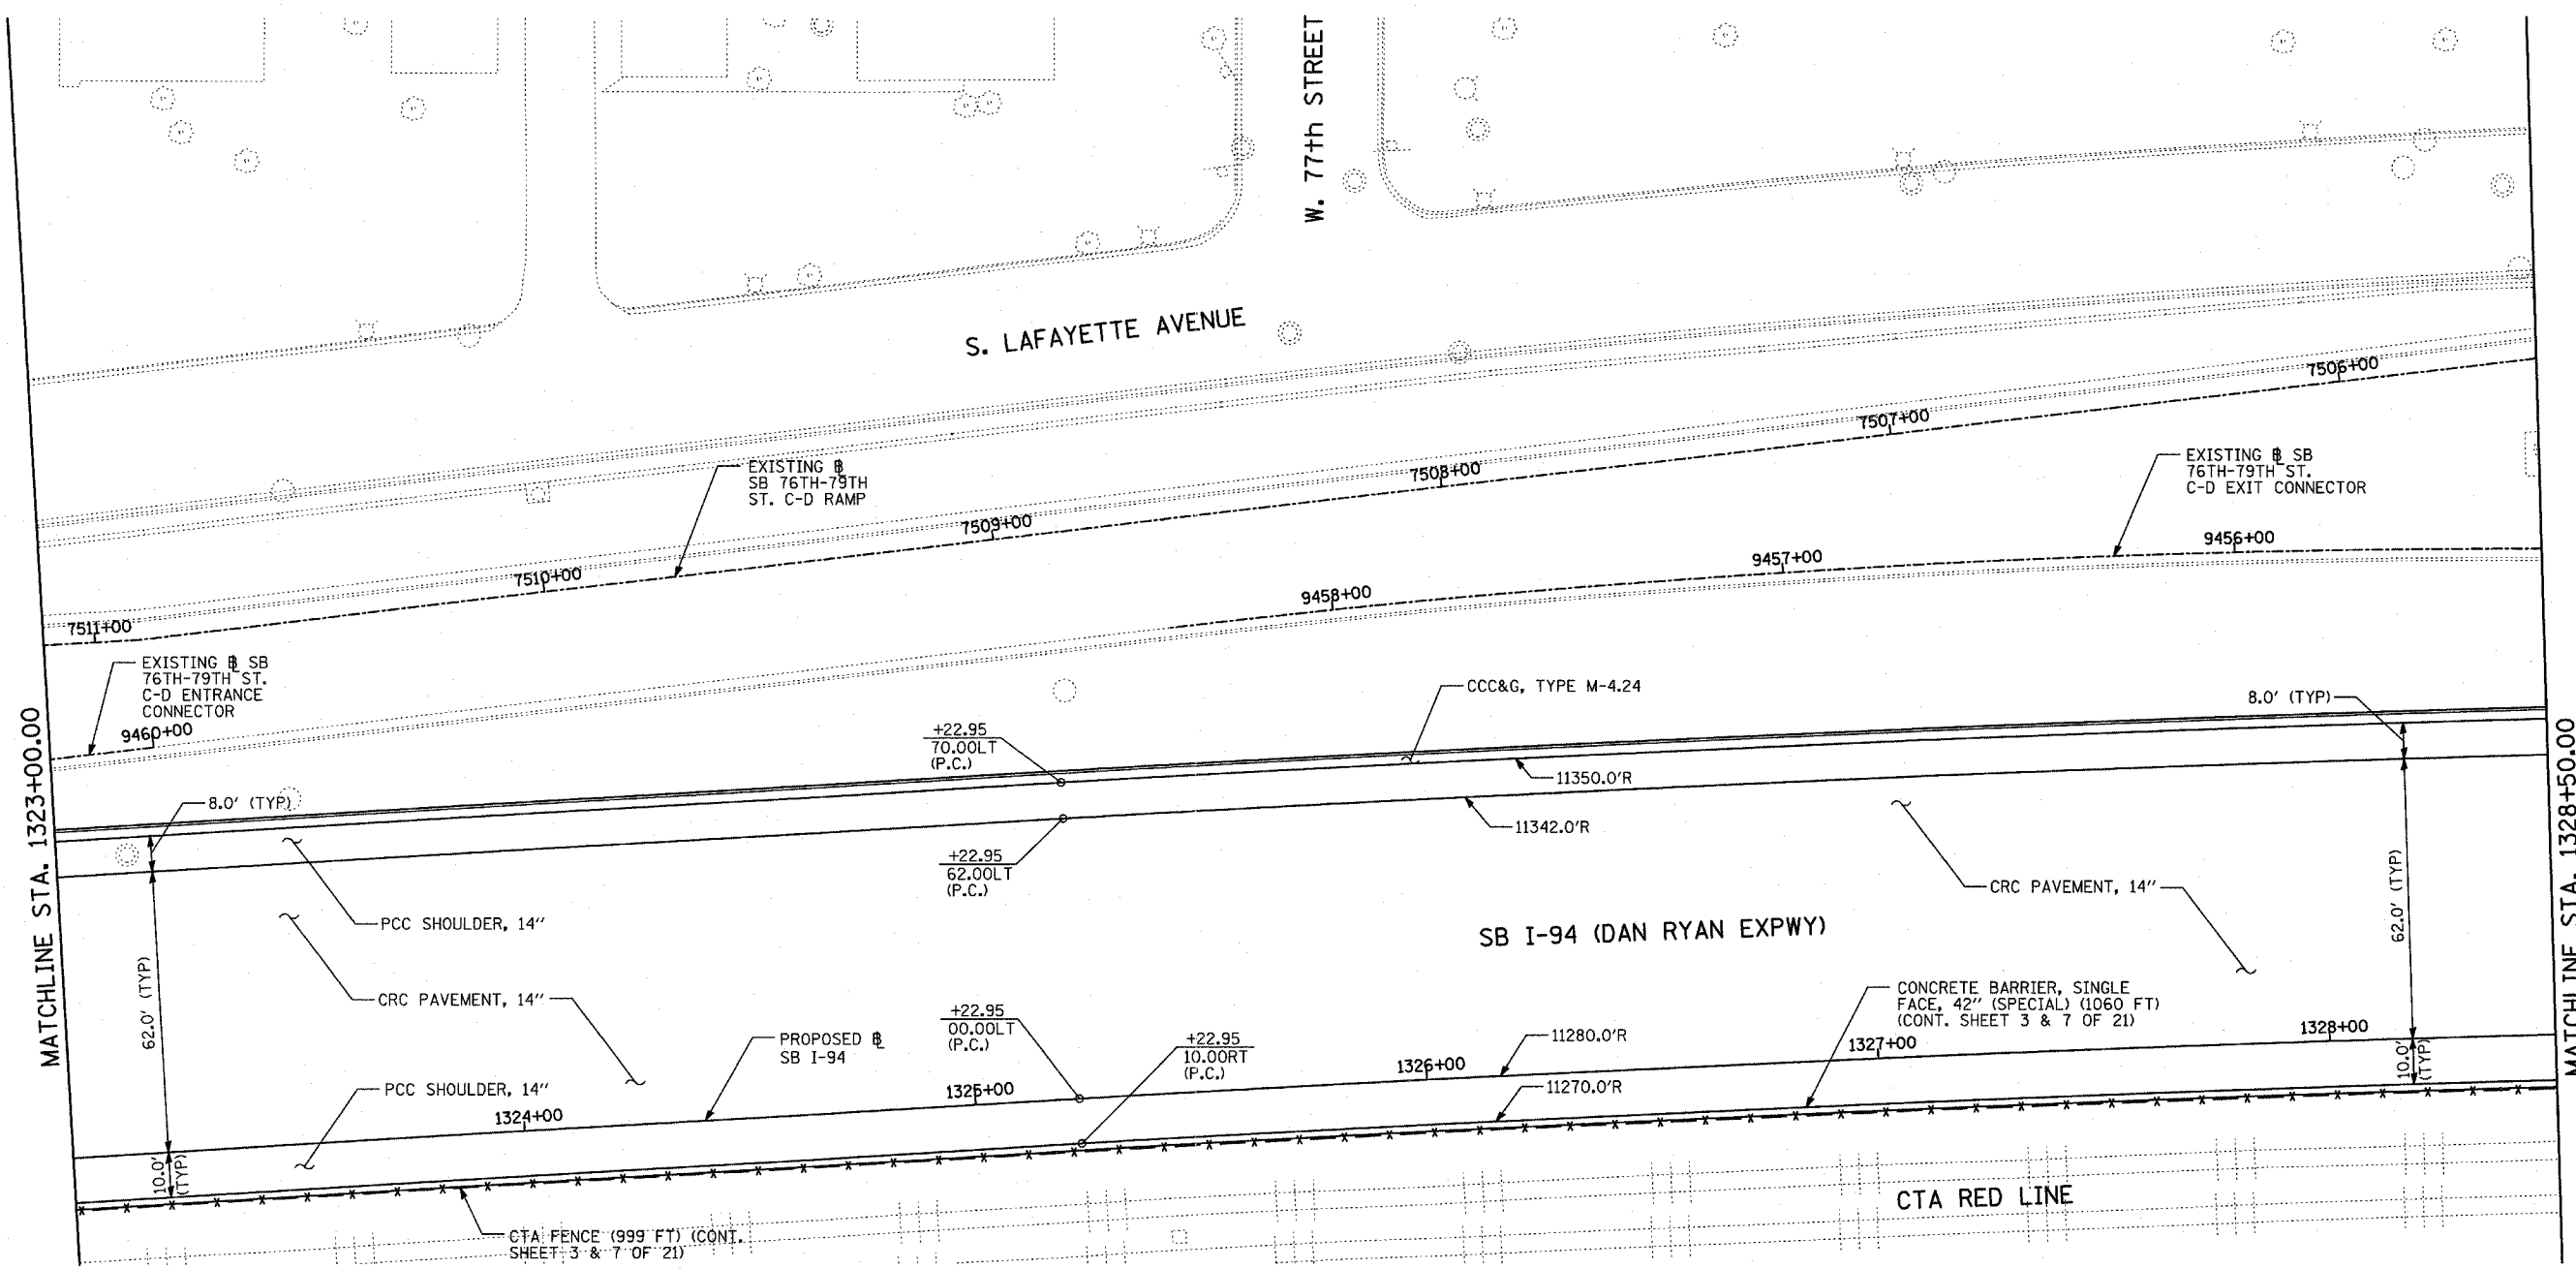 W. 77th STREET
S. LAFAYETTE AVENUE
7506+00
7507+00
7508+00
7509+00
7510+00
7511+00
EXISTING ℄ SB
76TH-79TH ST.
C-D EXIT CONNECTOR
EXISTING ℄
SB 76TH-79TH
ST. C-D RAMP
9456+00
9457+00
9458+00
9460+00
EXISTING ℄ SB
76TH-79TH ST.
C-D ENTRANCE
CONNECTOR
MATCHLINE STA. 1323+00.00
MATCHLINE STA. 1328+50.00
CCC&G, TYPE M-4.24
8.0' (TYP)
8.0' (TYP)
+22.95
70.00LT
(P.C.)
11350.0'R
11342.0'R
+22.95
62.00LT
(P.C.)
PCC SHOULDER, 14"
CRC PAVEMENT, 14"
62.0' (TYP)
62.0' (TYP)
SB I-94 (DAN RYAN EXPWY)
CRC PAVEMENT, 14"
CONCRETE BARRIER, SINGLE
FACE, 42" (SPECIAL) (1060 FT)
(CONT. SHEET 3 & 7 OF 21)
PROPOSED ℄
SB I-94
+22.95
00.00LT
(P.C.)
+22.95
10.00RT
(P.C.)
11280.0'R
11270.0'R
1324+00
1325+00
1326+00
1327+00
1328+00
PCC SHOULDER, 14"
10.0'
(TYP)
10.0'
(TYP)
CTA RED LINE
CTA FENCE (999 FT) (CONT.
SHEET 3 & 7 OF 21)